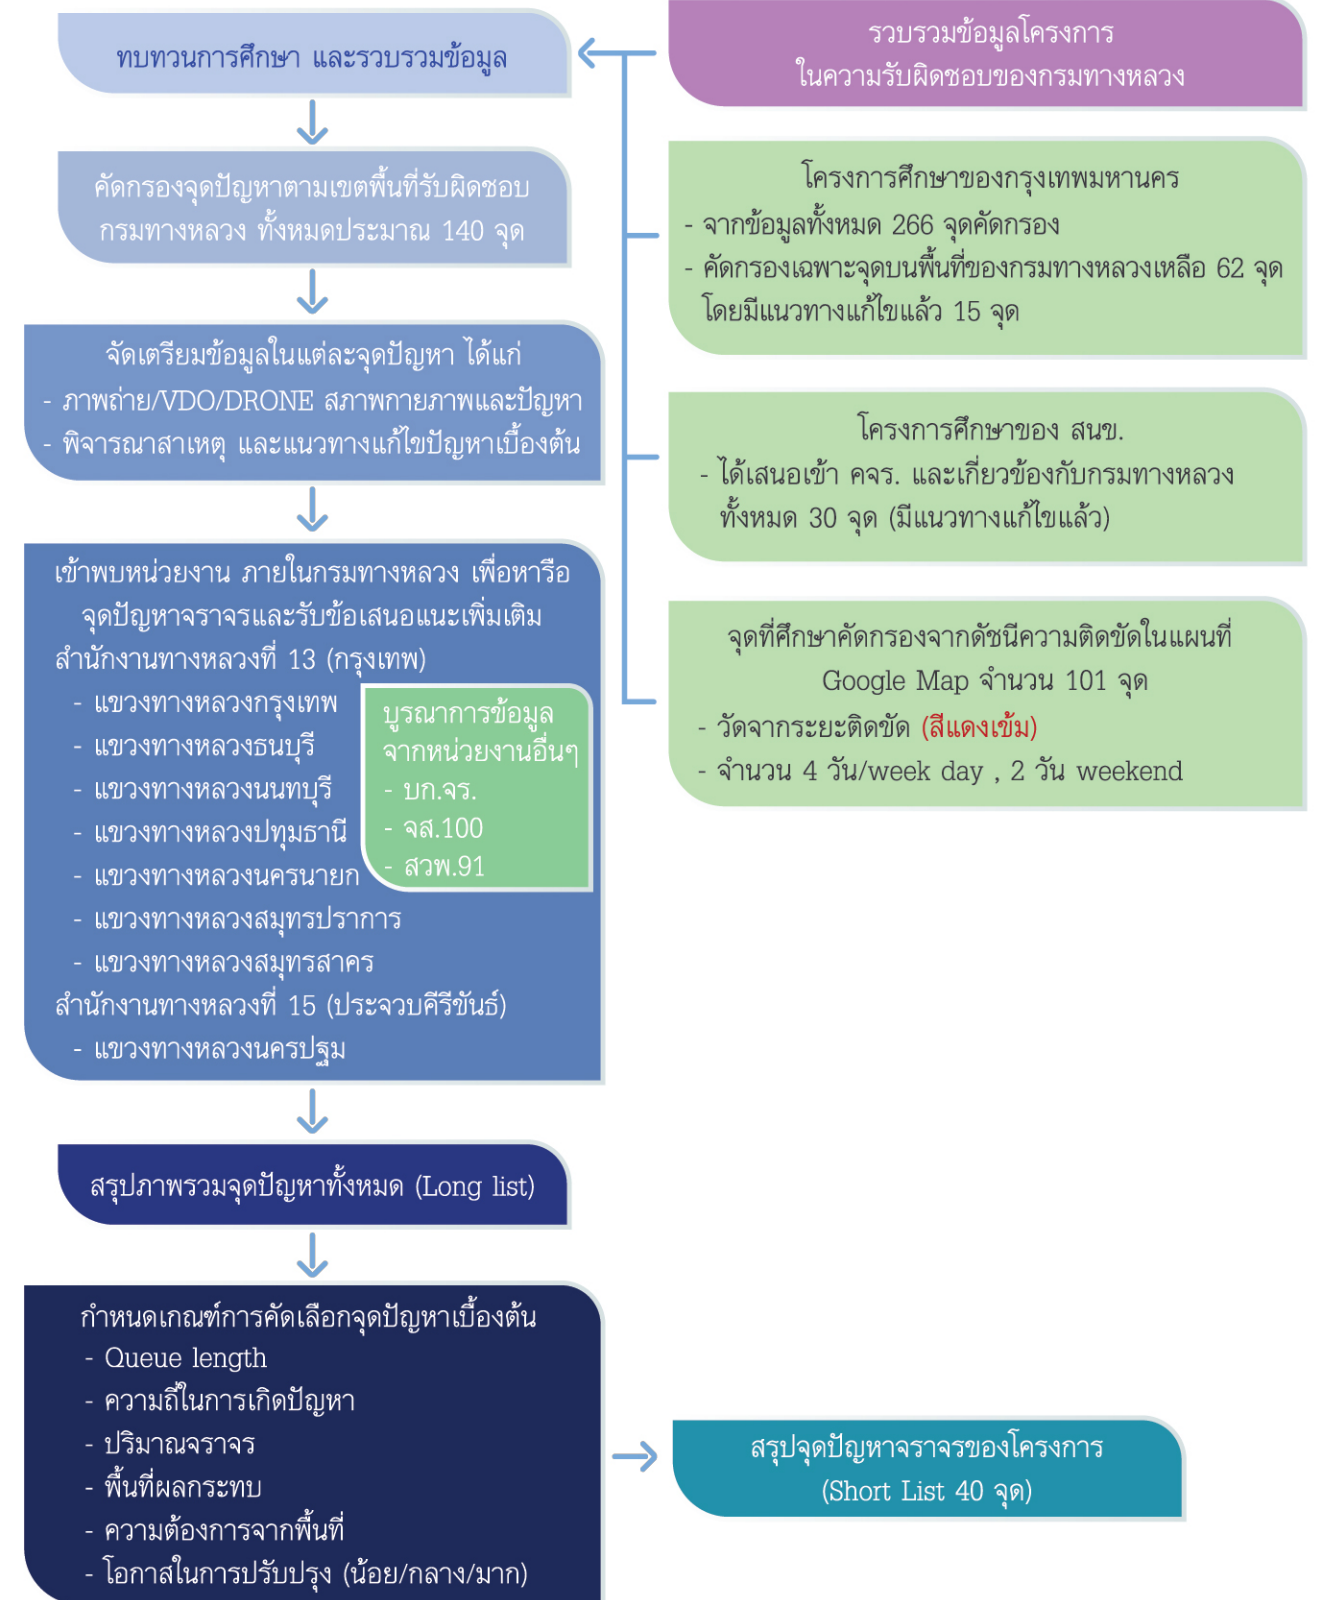 ทบทวนการศึกษา และรวบรวมข้อมูล
รวบรวมข้อมูลโครงการ
ในความรับผิดชอบของกรมทางหลวง
คัดกรองจุดปัญหาตามเขตพื้นที่รับผิดชอบ
กรมทางหลวง ทั้งหมดประมาณ 140 จุด
โครงการศึกษาของกรุงเทพมหานคร
- จากข้อมูลทั้งหมด 266 จุดคัดกรอง
- คัดกรองเฉพาะจุดบนพื้นที่ของกรมทางหลวงเหลือ 62 จุด
โดยมีแนวทางแก้ไขแล้ว 15 จุด
จัดเตรียมข้อมูลในแต่ละจุดปัญหา ได้แก่
- ภาพถ่าย/VDO/DRONE สภาพกายภาพและปัญหา
- พิจารณาสาเหตุ และแนวทางแก้ไขปัญหาเบื้องต้น
โครงการศึกษาของ สนข.
- ได้เสนอเข้า คจร. และเกี่ยวข้องกับกรมทางหลวง
ทั้งหมด 30 จุด (มีแนวทางแก้ไขแล้ว)
จุดที่ศึกษาคัดกรองจากดัชนีความติดขัดในแผนที่
Google Map จำนวน 101 จุด
- วัดจากระยะติดขัด (สีแดงเข้ม)
- จำนวน 4 วัน/week day , 2 วัน weekend
เข้าพบหน่วยงาน ภายในกรมทางหลวง เพื่อหารือ
จุดปัญหาจราจรและรับข้อเสนอแนะเพิ่มเติม
สำนักงานทางหลวงที่ 13 (กรุงเทพ)
- แขวงทางหลวงกรุงเทพ
- แขวงทางหลวงธนบุรี
- แขวงทางหลวงนนทบุรี
- แขวงทางหลวงปทุมธานี
- แขวงทางหลวงนครนายก
- แขวงทางหลวงสมุทรปราการ
- แขวงทางหลวงสมุทรสาคร
สำนักงานทางหลวงที่ 15 (ประจวบคีรีขันธ์)
- แขวงทางหลวงนครปฐม
บูรณาการข้อมูล
จากหน่วยงานอื่นๆ
- บก.จร.
- จส.100
- สวพ.91
สรุปภาพรวมจุดปัญหาทั้งหมด (Long list)
กำหนดเกณฑ์การคัดเลือกจุดปัญหาเบื้องต้น
- Queue length
- ความถี่ในการเกิดปัญหา
- ปริมาณจราจร
- พื้นที่ผลกระทบ
- ความต้องการจากพื้นที่
- โอกาสในการปรับปรุง (น้อย/กลาง/มาก)
สรุปจุดปัญหาจราจรของโครงการ
(Short List 40 จุด)